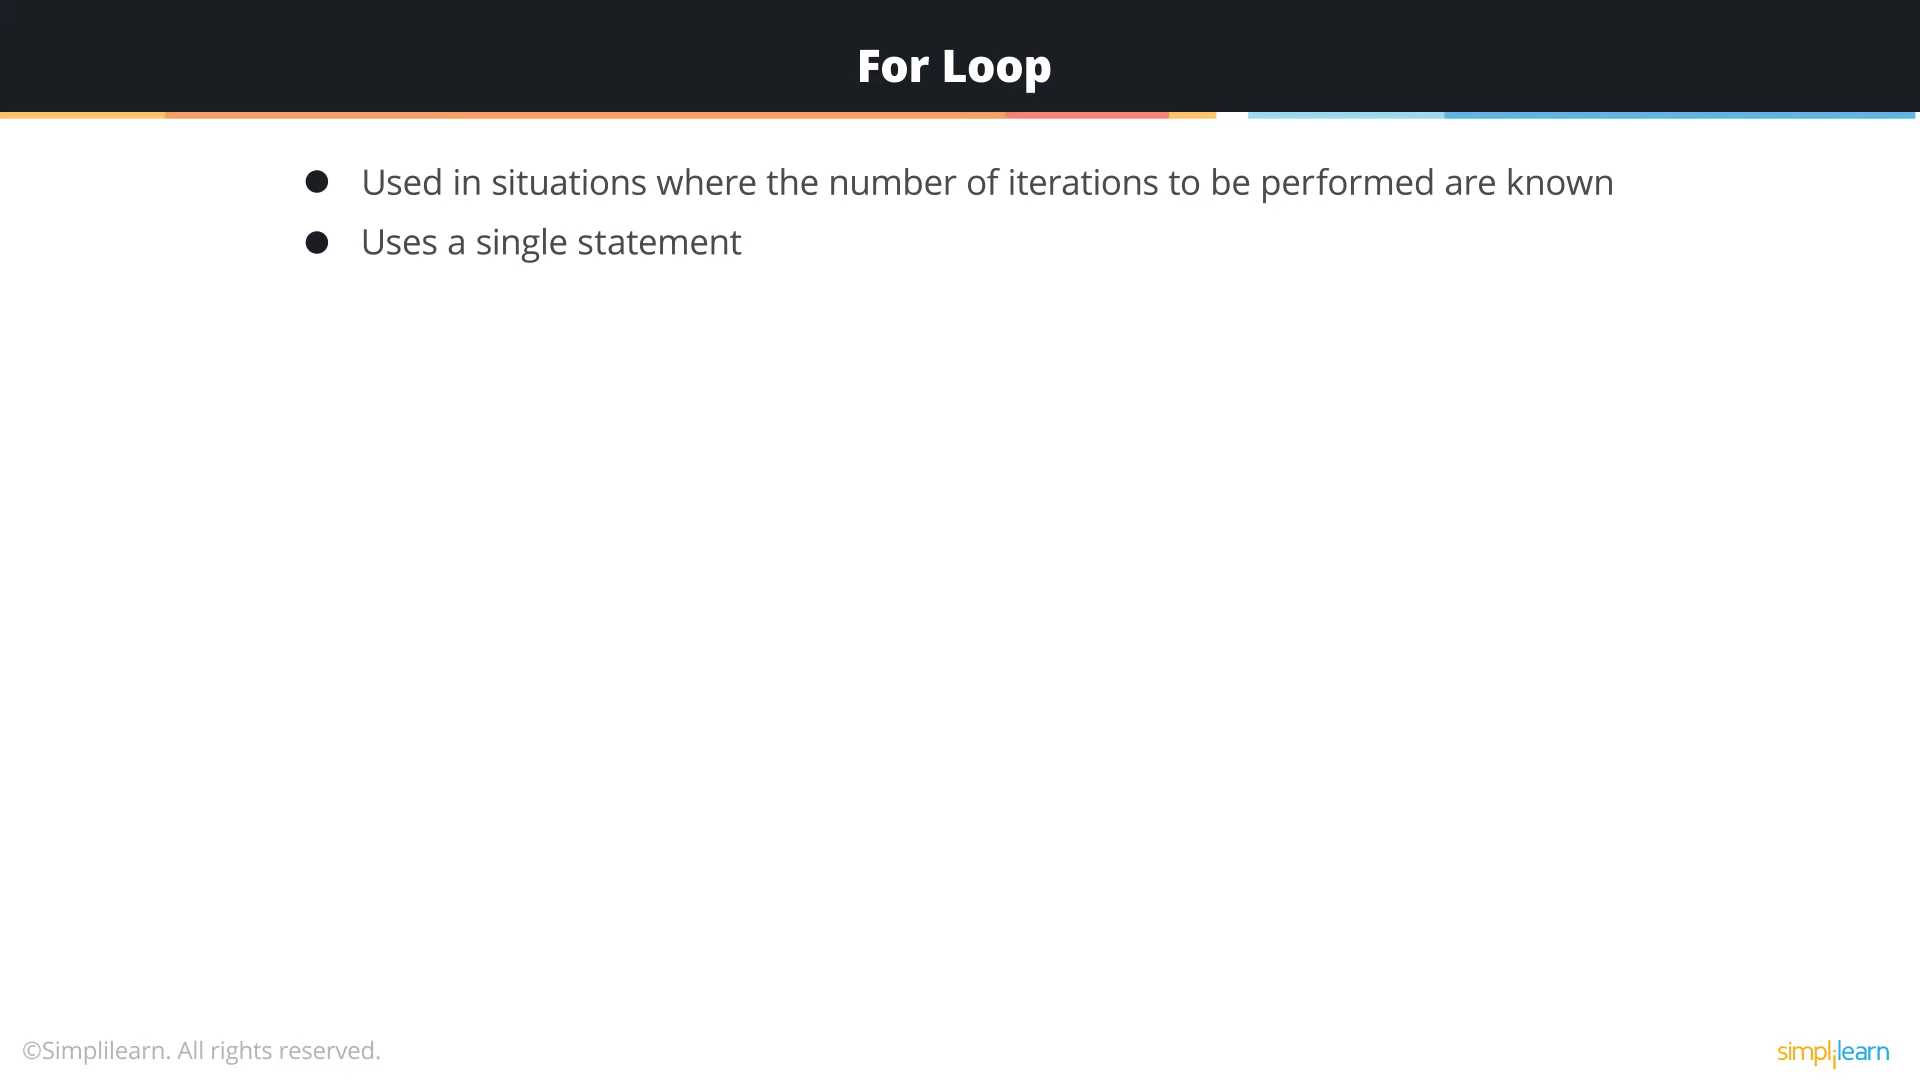 For Loop
Used in situations where the number of iterations to be performed are known
Uses a single statement
©Simplilearn. All rights reserved.
simplilearn